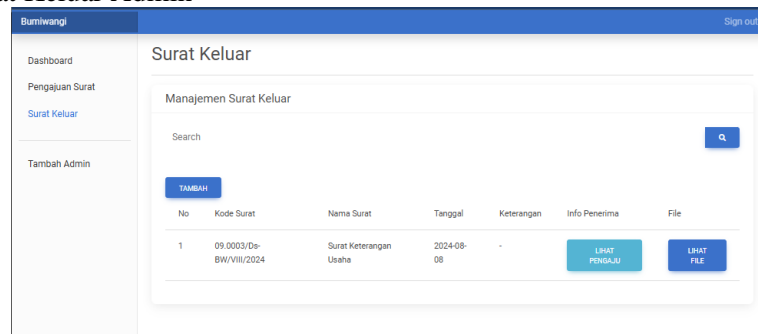 Bumiwangi
Sign out
Dashboard
Pengajuan Surat
Surat Keluar
Tambah Admin
Surat Keluar
Manajemen Surat Keluar
Search
TAMBAH
No Kode Surat Nama Surat Tanggal Keterangan Info Penerima File
1 09.0003/Ds- Surat Keterangan 2024-08- - LIHAT LIHAT
BW/VIII/2024 Usaha 08 PENGAJU FILE